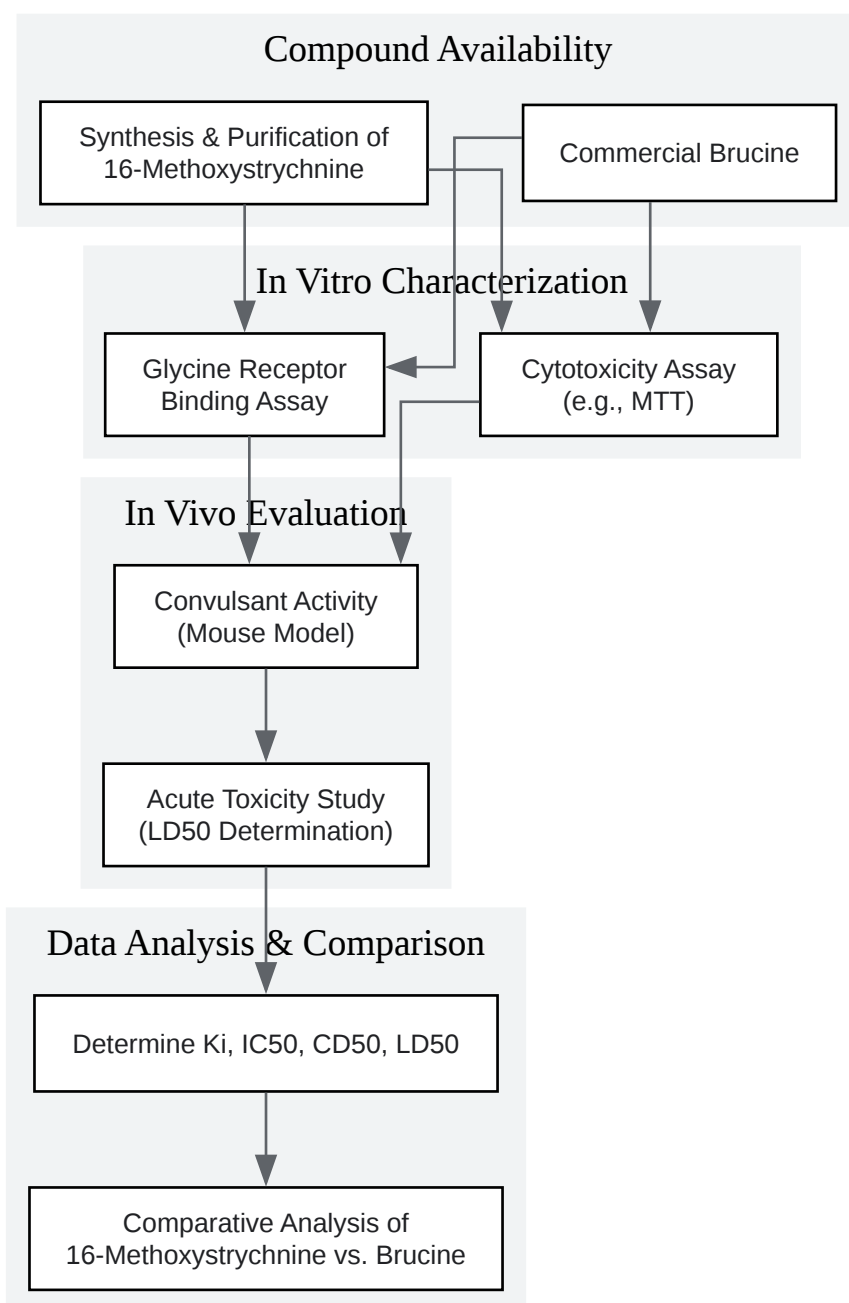 Compound Availability
Synthesis & Purification of
16-Methoxystrychnine
Commercial Brucine
In Vitro Characterization
Glycine Receptor
Binding Assay
Cytotoxicity Assay
(e.g., MTT)
In Vivo Evaluation
Convulsant Activity
(Mouse Model)
Acute Toxicity Study
(LD50 Determination)
Data Analysis & Comparison
Determine Ki, IC50, CD50, LD50
Comparative Analysis of
16-Methoxystrychnine vs. Brucine